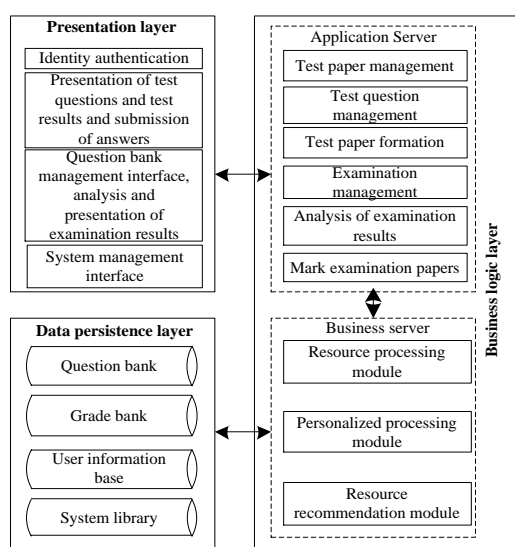 Presentation layer
Identity authentication
Presentation of test
questions and test
results and submission
of answers
Question bank
management interface,
analysis and
presentation of
examination results
System management
interface
Data persistence layer
Question bank
Grade bank
User information
base
System library
Application Server
Test paper management
Test question
management
Test paper formation
Examination
management
Analysis of examination
results
Mark examination papers
Business server
Resource processing
module
Personalized processing
module
Resource
recommendation module
Business logic layer